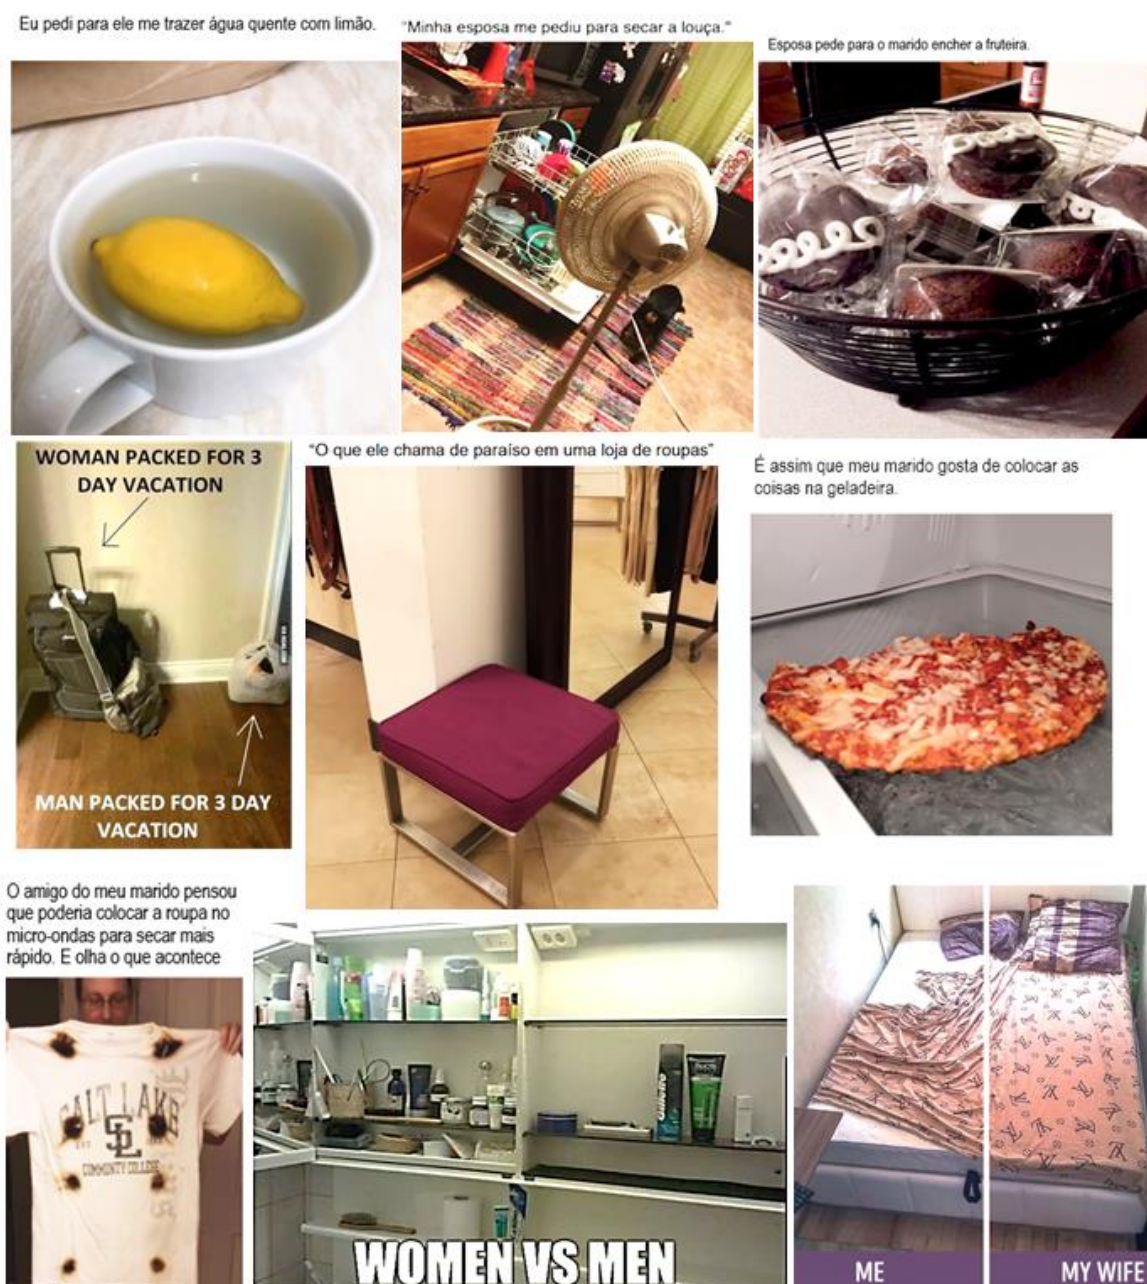 Eu pedi para ele me trazer água quente com limão.
"Minha esposa me pediu para secar a louça."
Esposa pede para o marido encher a fruteira.
WOMAN PACKED FOR 3
DAY VACATION
MAN PACKED FOR 3 DAY
VACATION
"O que ele chama de paraíso em uma loja de roupas"
É assim que meu marido gosta de colocar as
coisas na geladeira.
O amigo do meu marido pensou
que poderia colocar a roupa no
micro-ondas para secar mais
rápido. E olha o que acontece
SALT LAKE
SL
COMMUNITY COLLEGE
Gillette
WOMEN VS MEN
ME
MY WIFE